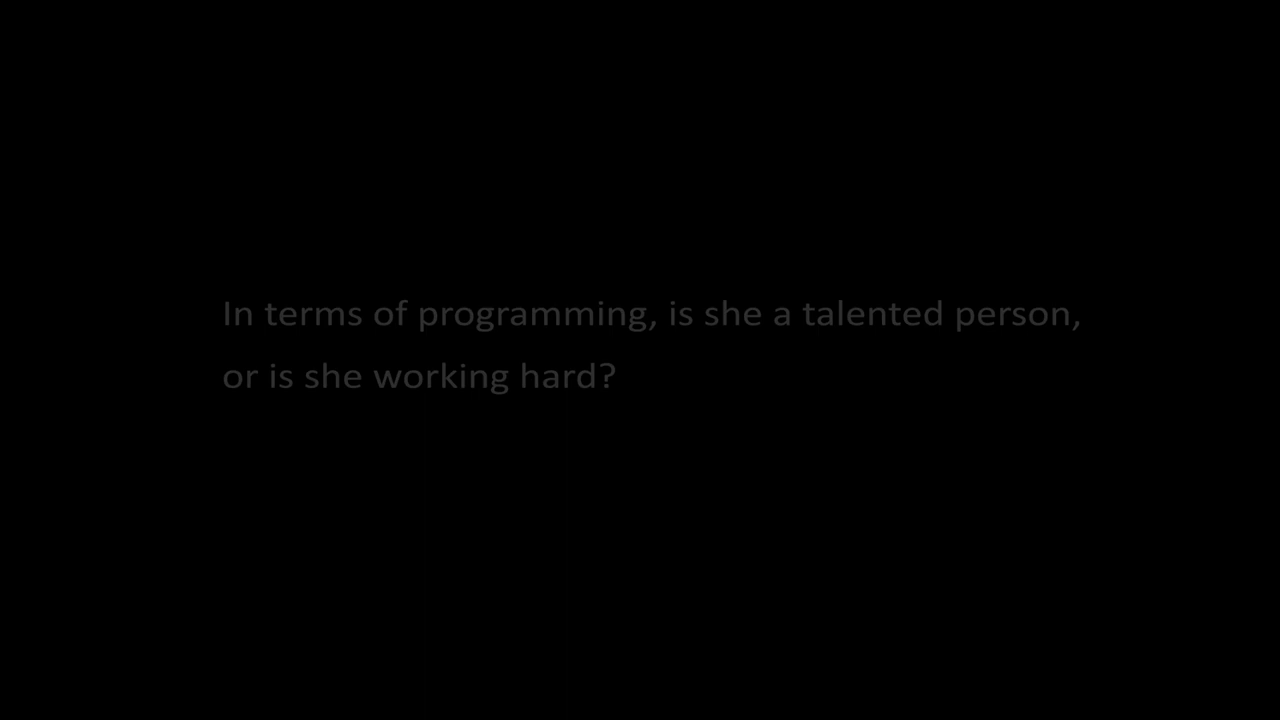 In terms of programming, is she a talented person,
or is she working hard?